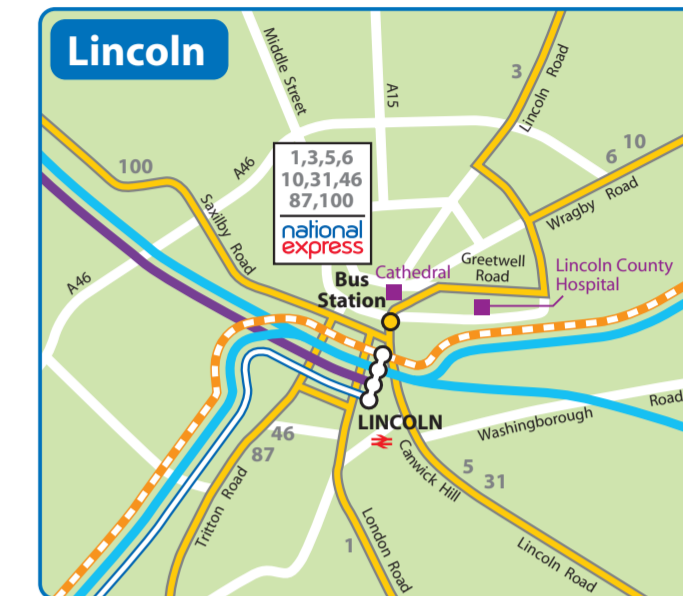 Lincoln
Middle Street
A15
3
Lincoln Road
1,3,5,6
10,31,46
87,100
national
express
100
A46
6
10
Wragby Road
Saxilby Road
A46
Bus
Station
Cathedral
Greetwell
Road
Lincoln County
Hospital
LINCOLN
Washingborough Road
46
87
Canwick Hill
5
31
Tritton Road
1
London Road
Lincoln Road